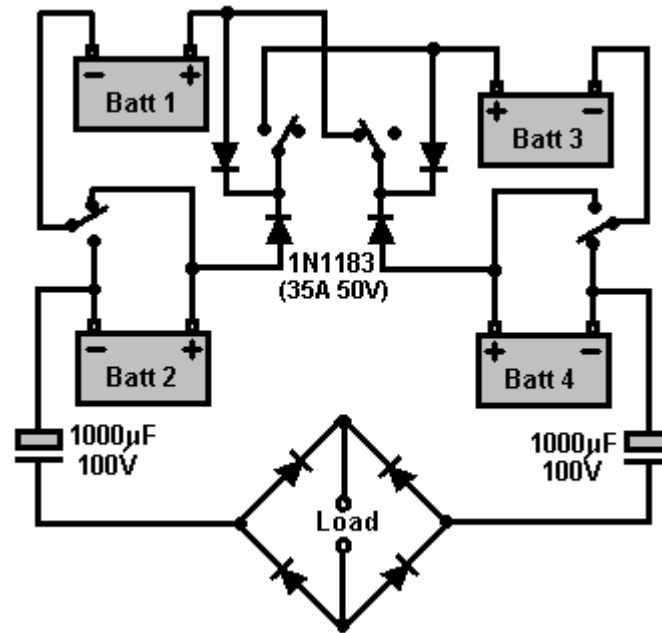 - +
Batt 1
+ -
Batt 3
1N1183
(35A 50V)
- +
Batt 2
+ -
Batt 4
1000µF
100V
1000µF
100V
Load